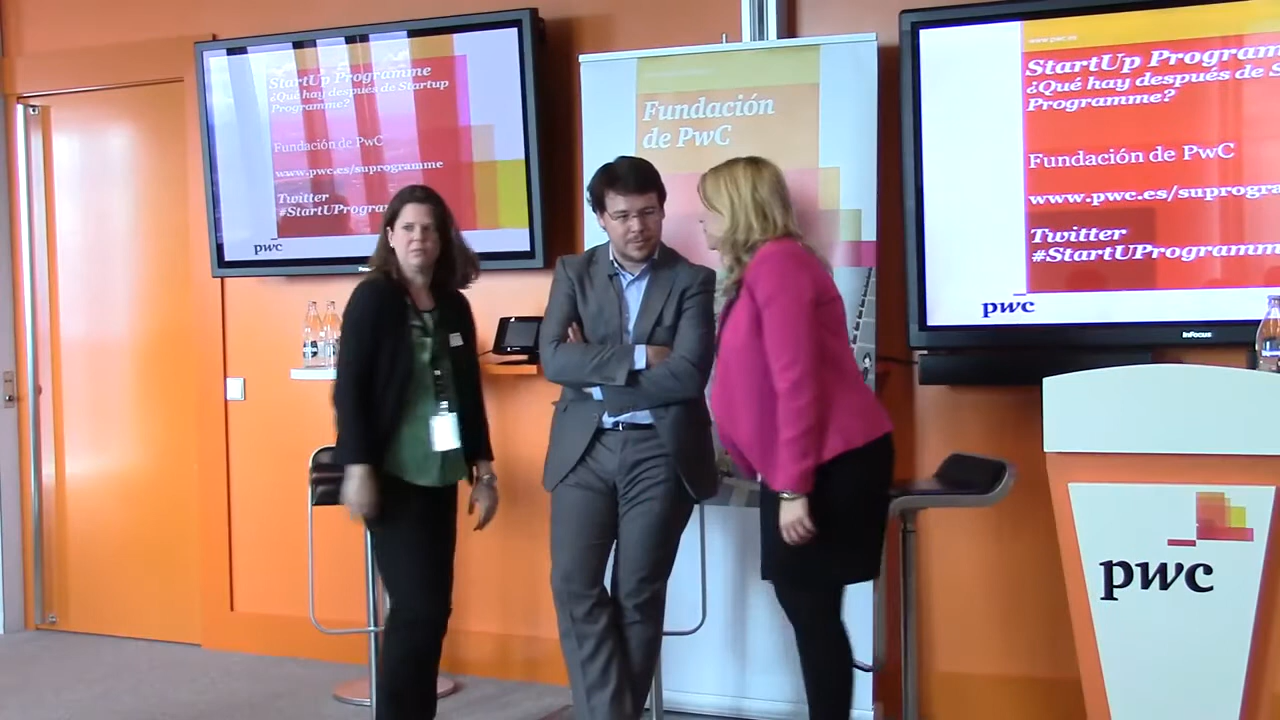 StartUp Programme
¿Qué hay después de Startup
Programme?
Fundación de PwC
www.pwc.es/suprogramme
Twitter
#StartUProgra
pwc
Fundación
de PwC
www.pwc.es
StartUp Programm
¿Qué hay después de S
Programme?
Fundación de PwC
www.pwc.es/suprogra
Twitter
#StartUProgramm
pwc
InFocus
pwc